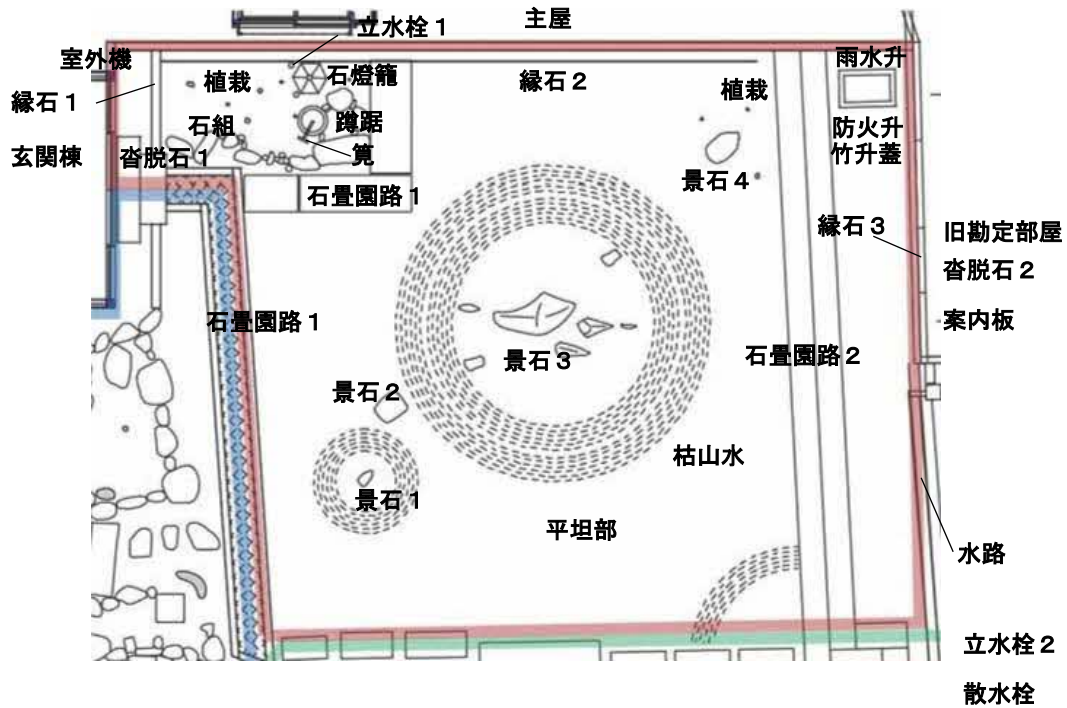 主屋
立水栓１
室外機
植栽
石燈籠
縁石２
雨水升
植栽
縁石１
石組
蹲踞
防火升
竹升蓋
玄関棟
沓脱石１
筧
景石４
石畳園路１
縁石３
旧勘定部屋
沓脱石２
石畳園路１
案内板
景石３
石畳園路２
景石２
枯山水
景石１
平坦部
水路
立水栓２
散水栓